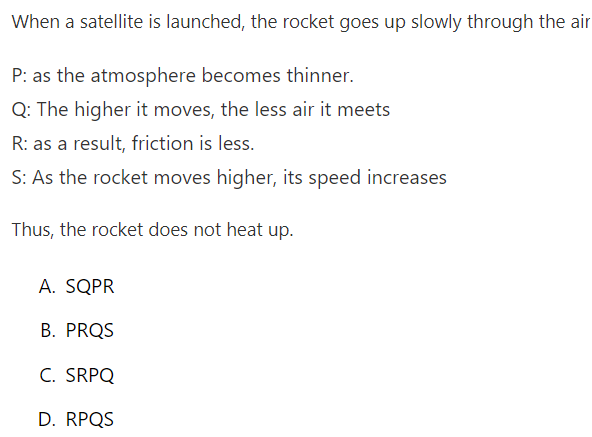 When a satellite is launched, the rocket goes up slowly through the air
P: as the atmosphere becomes thinner.
Q: The higher it moves, the less air it meets
R: as a result, friction is less.
S: As the rocket moves higher, its speed increases
Thus, the rocket does not heat up.
A. SQPR
B. PRQS
C. SRPQ
D. RPQS